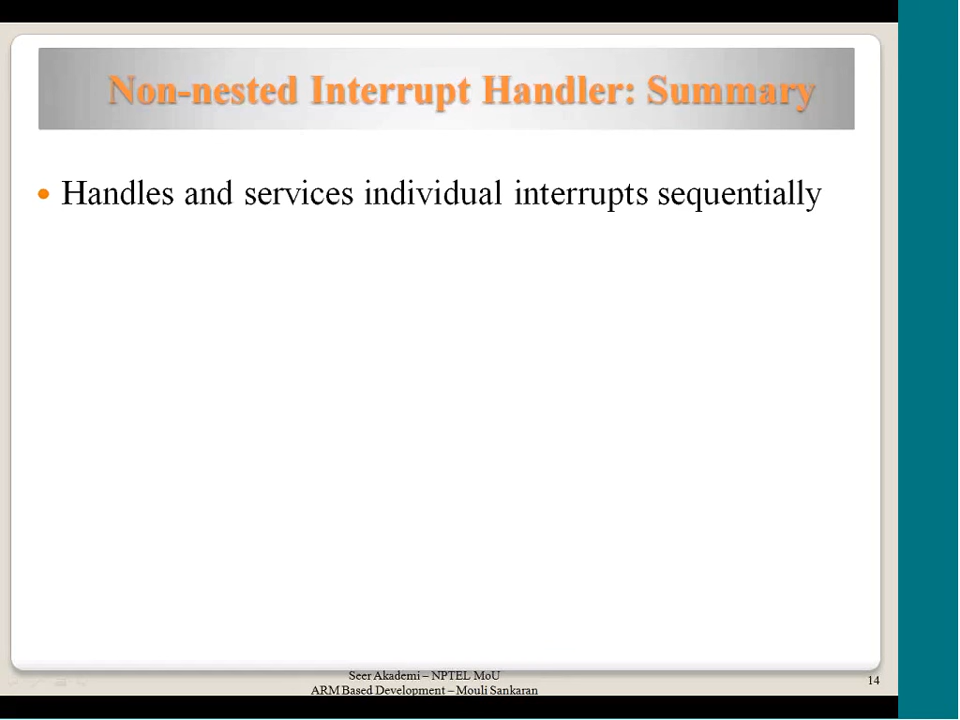 Non-nested Interrupt Handler: Summary
• Handles and services individual interrupts sequentially
Seer Akademi – NPTEL MoU
ARM Based Development – Mouli Sankaran
14